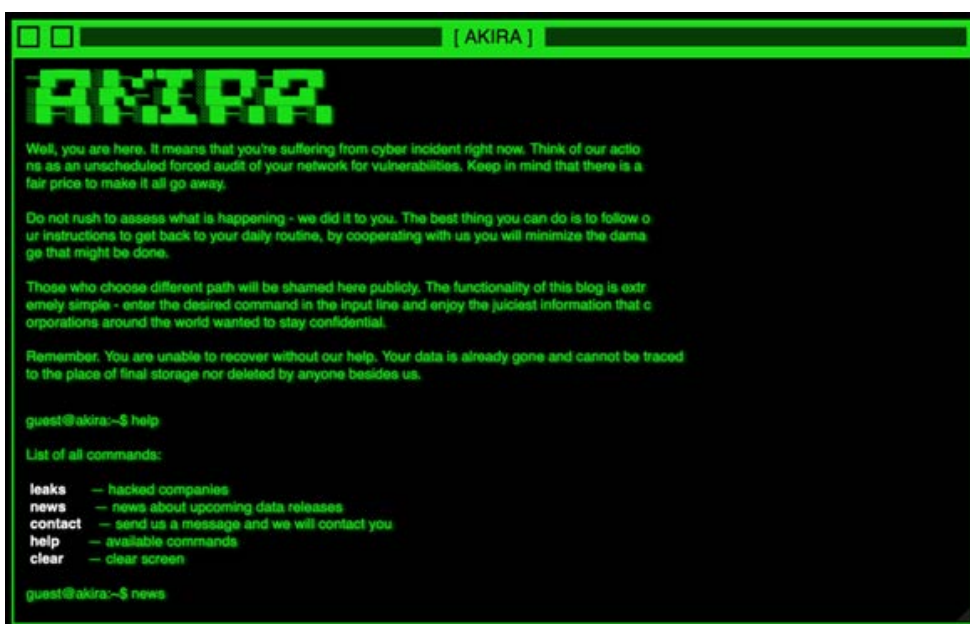 [ AKIRA ]
AKIRA
Well, you are here. It means that you're suffering from cyber incident right now. Think of our actio
ns as an unscheduled forced audit of your network for vulnerabilities. Keep in mind that there is a
fair price to make it all go away.
Do not rush to assess what is happening - we did it to you. The best thing you can do is to follow o
ur instructions to get back to your daily routine, by cooperating with us you will minimize the dama
ge that might be done.
Those who choose different path will be shamed here publicly. The functionality of this blog is extr
emely simple - enter the desired command in the input line and enjoy the juiciest information that c
orporations around the world wanted to stay confidential.
Remember. You are unable to recover without our help. Your data is already gone and cannot be traced
to the place of final storage nor deleted by anyone besides us.
guest@akira:~$ help
List of all commands:
leaks — hacked companies
news — news about upcoming data releases
contact — send us a message and we will contact you
help — available commands
clear — clear screen
guest@akira:~$ news